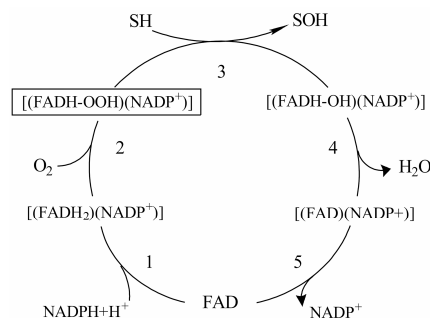 SH SOH
3
[(FADH-OOH)(NADP⁺)] [(FADH-OH)(NADP⁺)]
2 4
O₂ H₂O
[(FADH₂)(NADP⁺)] [(FAD)(NADP+)]
1 5
NADPH+H⁺ FAD NADP⁺